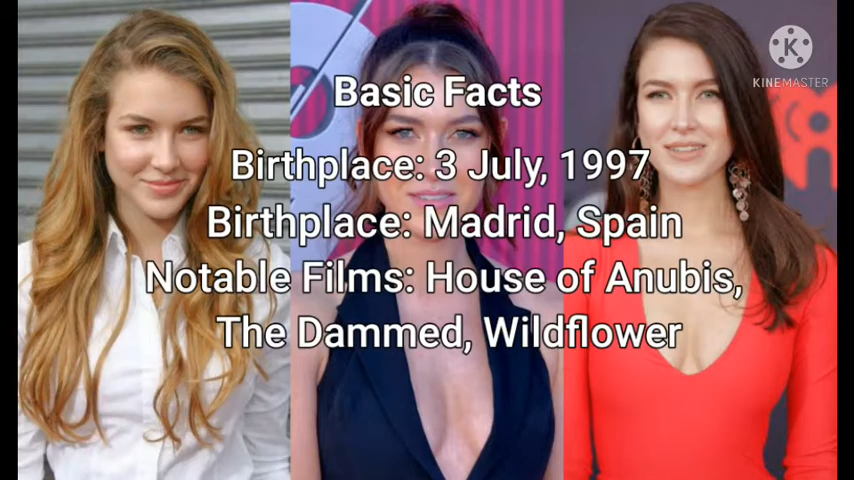 KINEMASTER
Basic Facts
Birthplace: 3 July, 1997
Birthplace: Madrid, Spain
Notable Films: House of Anubis,
The Dammed, Wildflower